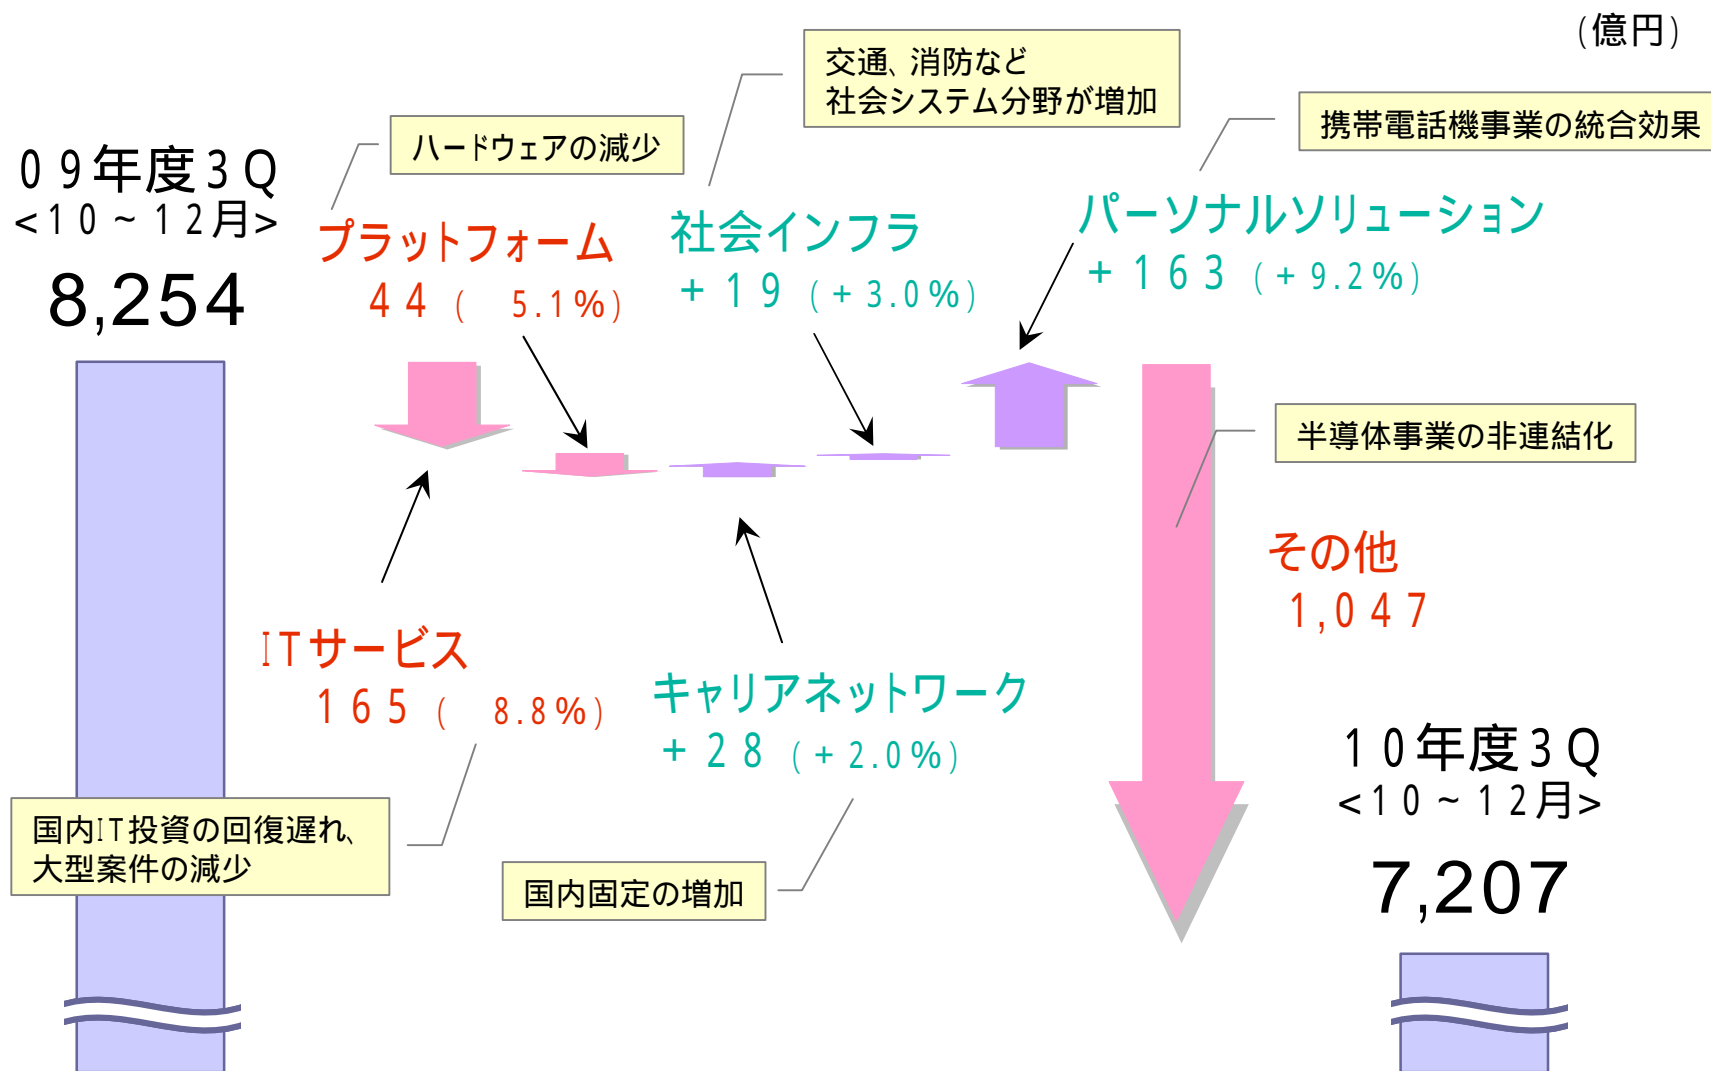 (億円)
交通、消防など
社会システム分野が増加
携帯電話機事業の統合効果
ハードウェアの減少
09年度3Q
<10~12月>
8,254
プラットフォーム
44( 5.1%)
社会インフラ
+19(+3.0%)
パーソナルソリューション
+163(+9.2%)
半導体事業の非連結化
その他
1,047
ITサービス
165( 8.8%)
キャリアネットワーク
+28(+2.0%)
国内IT投資の回復遅れ、
大型案件の減少
国内固定の増加
10年度3Q
<10~12月>
7,207